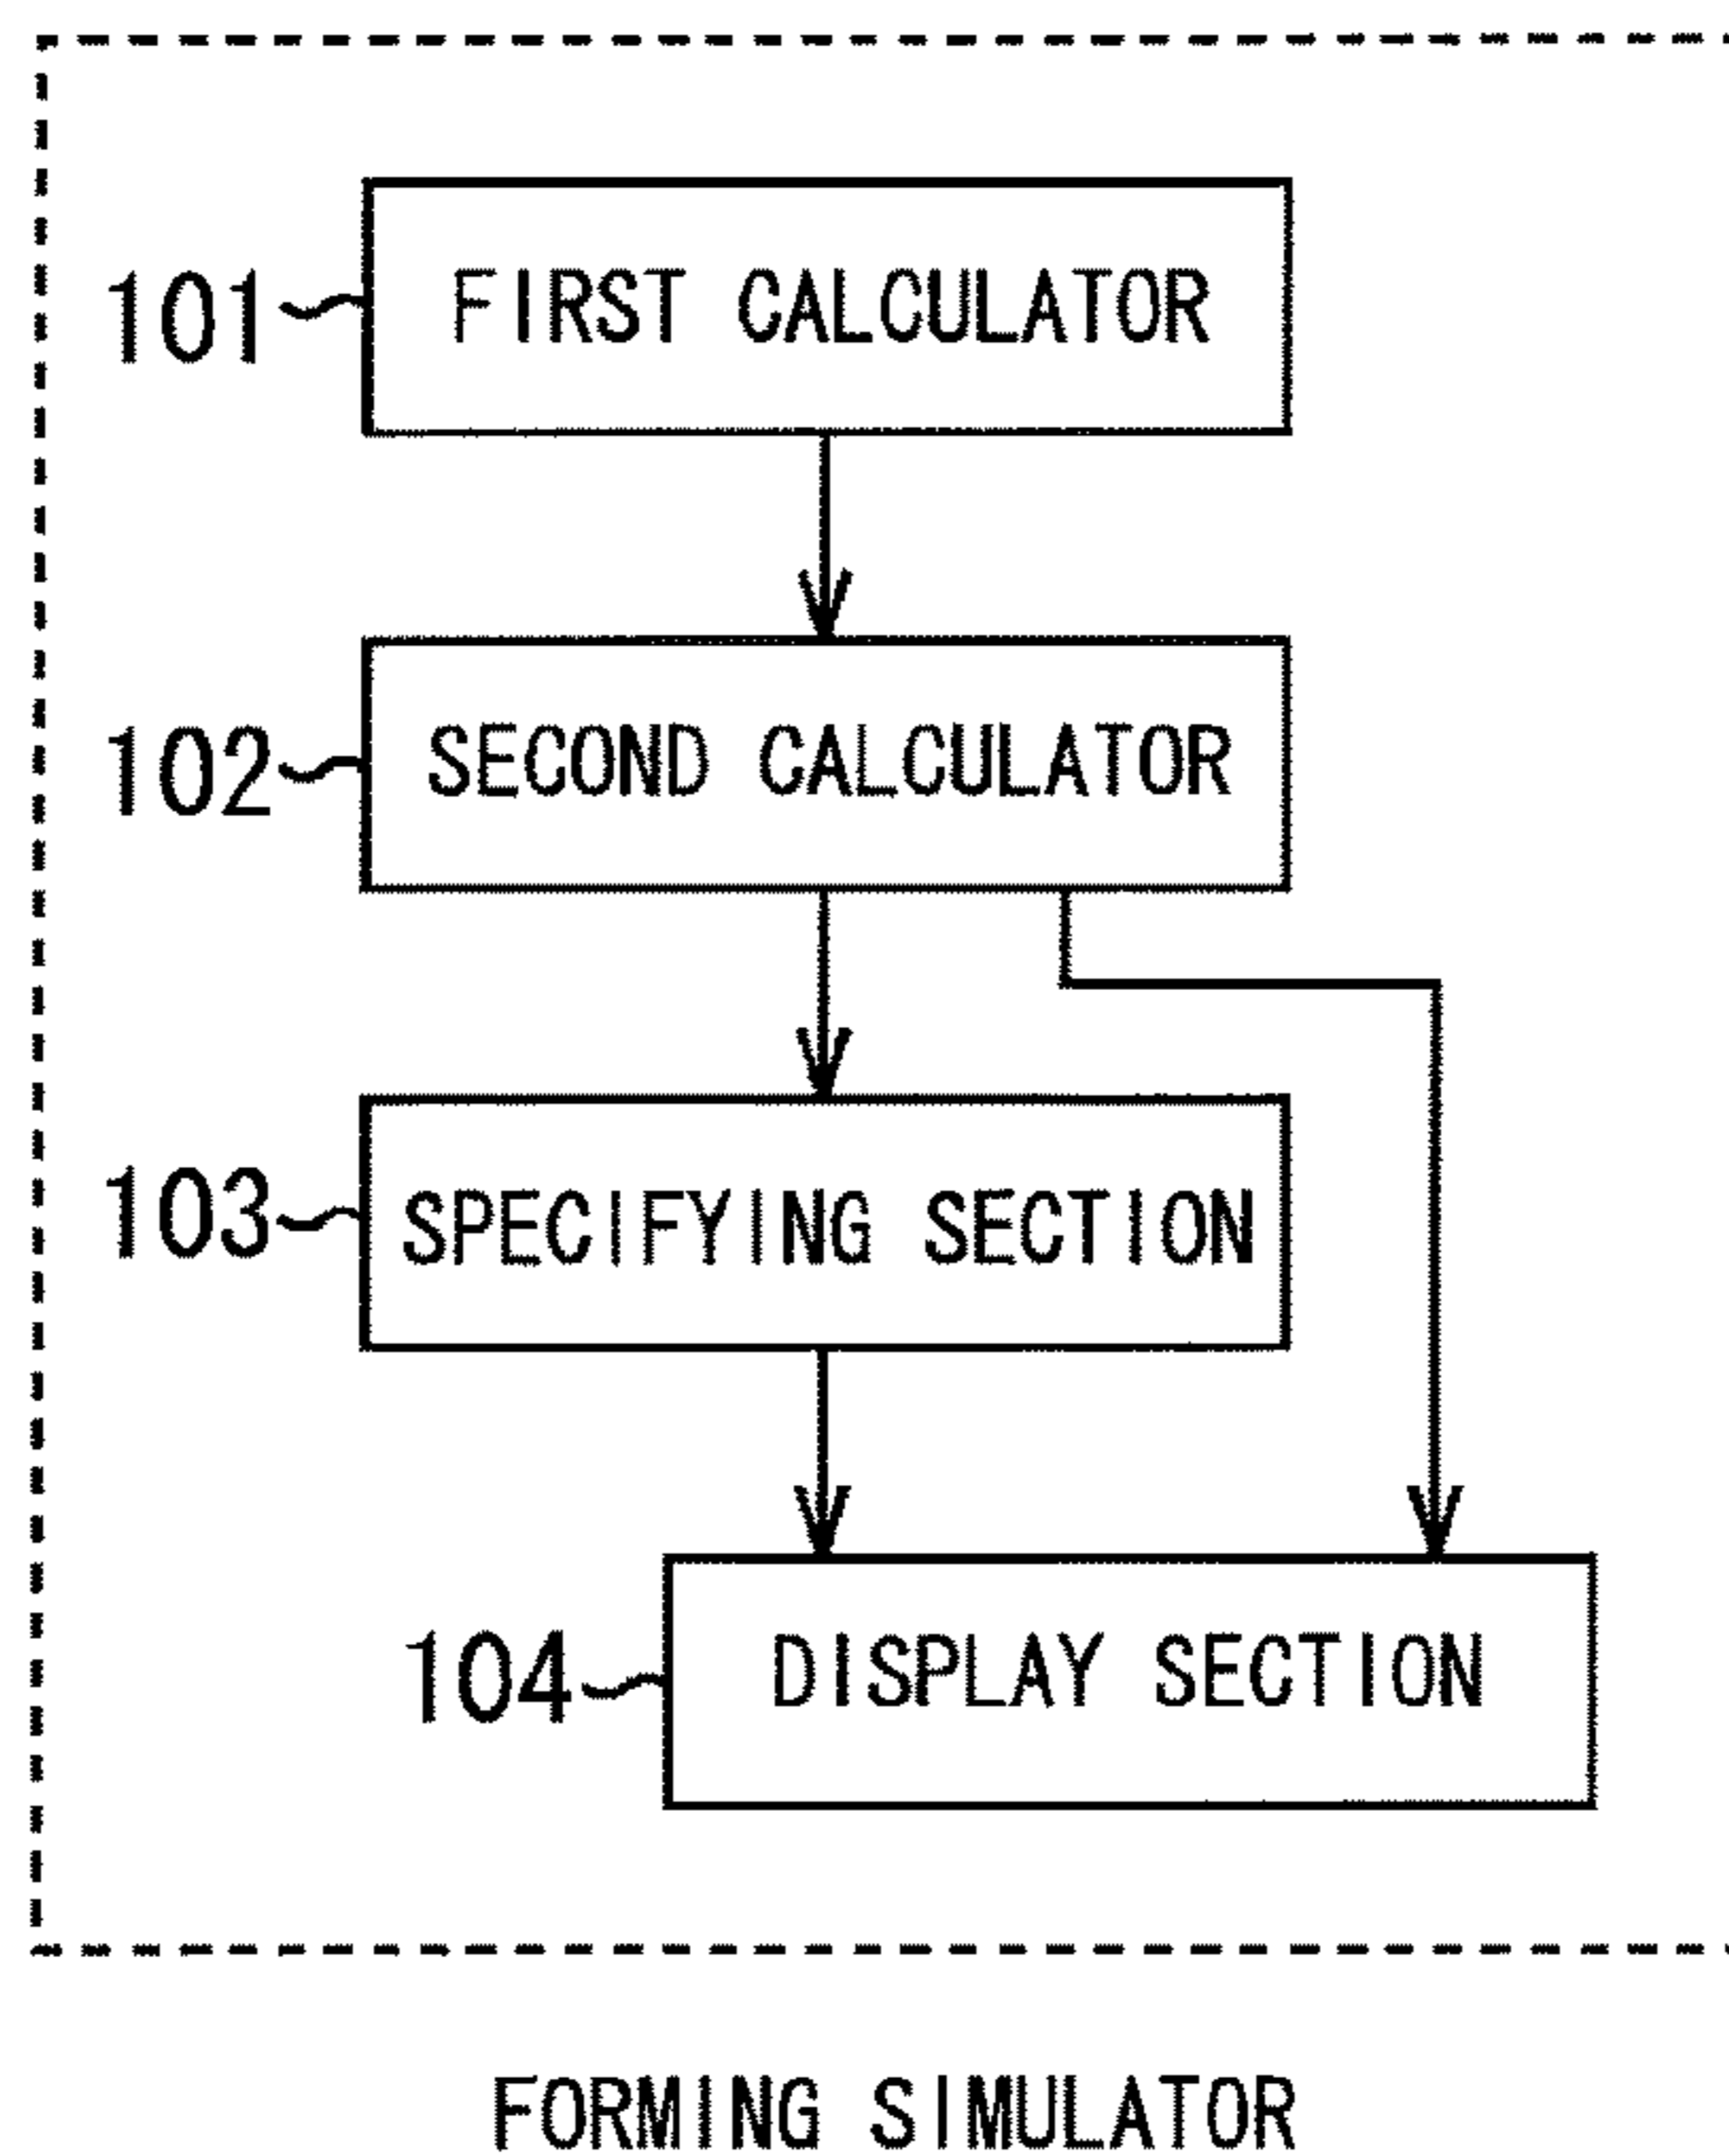 101 FIRST CALCULATOR
102 SECOND CALCULATOR
103 SPECIFYING SECTION
104 DISPLAY SECTION
FORMING SIMULATOR